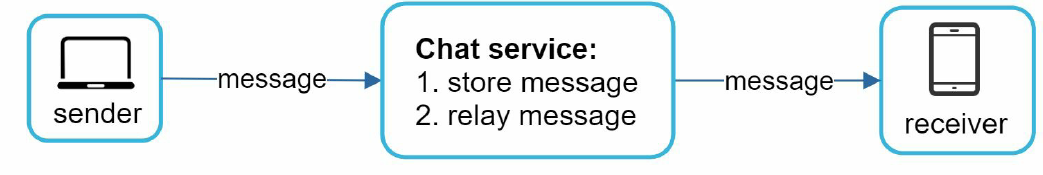 sender
message
Chat service:
1. store message
2. relay message
message
receiver